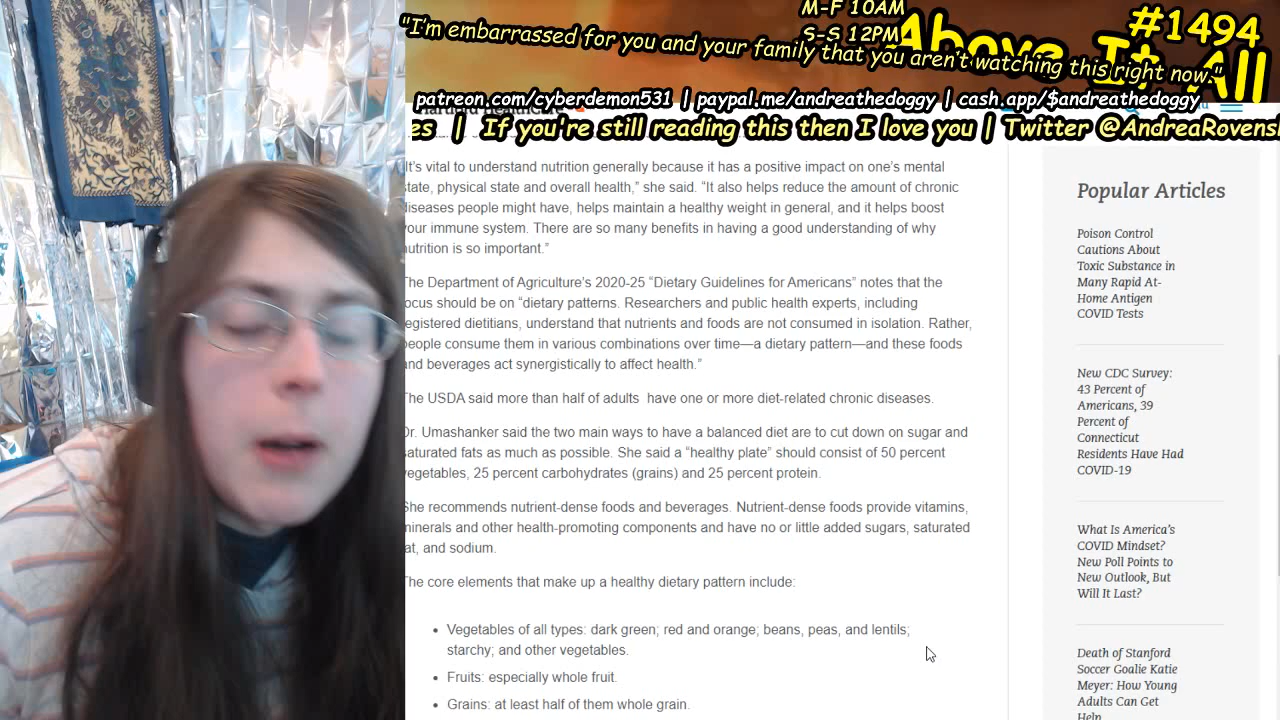 M-F 10AM
S-S 12PM
#1494
Above It All
"I'm embarrassed for you and your family that you aren't watching this right now."
patreon.com/cyberdemon531 | paypal.me/andreathedoggy | cash.app/$andreathedoggy
es | If you're still reading this then I love you | Twitter @AndreaRovensk
It's vital to understand nutrition generally because it has a positive impact on one's mental
state, physical state and overall health,” she said. “It also helps reduce the amount of chronic
diseases people might have, helps maintain a healthy weight in general, and it helps boost
your immune system. There are so many benefits in having a good understanding of why
nutrition is so important.”
The Department of Agriculture's 2020-25 “Dietary Guidelines for Americans” notes that the
focus should be on “dietary patterns. Researchers and public health experts, including
registered dietitians, understand that nutrients and foods are not consumed in isolation. Rather,
people consume them in various combinations over time—a dietary pattern—and these foods
and beverages act synergistically to affect health.”
The USDA said more than half of adults have one or more diet-related chronic diseases.
Dr. Umashanker said the two main ways to have a balanced diet are to cut down on sugar and
saturated fats as much as possible. She said a “healthy plate” should consist of 50 percent
vegetables, 25 percent carbohydrates (grains) and 25 percent protein.
She recommends nutrient-dense foods and beverages. Nutrient-dense foods provide vitamins,
minerals and other health-promoting components and have no or little added sugars, saturated
fat, and sodium.
The core elements that make up a healthy dietary pattern include:
• Vegetables of all types: dark green; red and orange; beans, peas, and lentils;
starchy; and other vegetables.
• Fruits: especially whole fruit.
• Grains: at least half of them whole grain.
Popular Articles
Poison Control
Cautions About
Toxic Substance in
Many Rapid At-
Home Antigen
COVID Tests
New CDC Survey:
43 Percent of
Americans, 39
Percent of
Connecticut
Residents Have Had
COVID-19
What Is America's
COVID Mindset?
New Poll Points to
New Outlook, But
Will It Last?
Death of Stanford
Soccer Goalie Katie
Meyer: How Young
Adults Can Get
Help